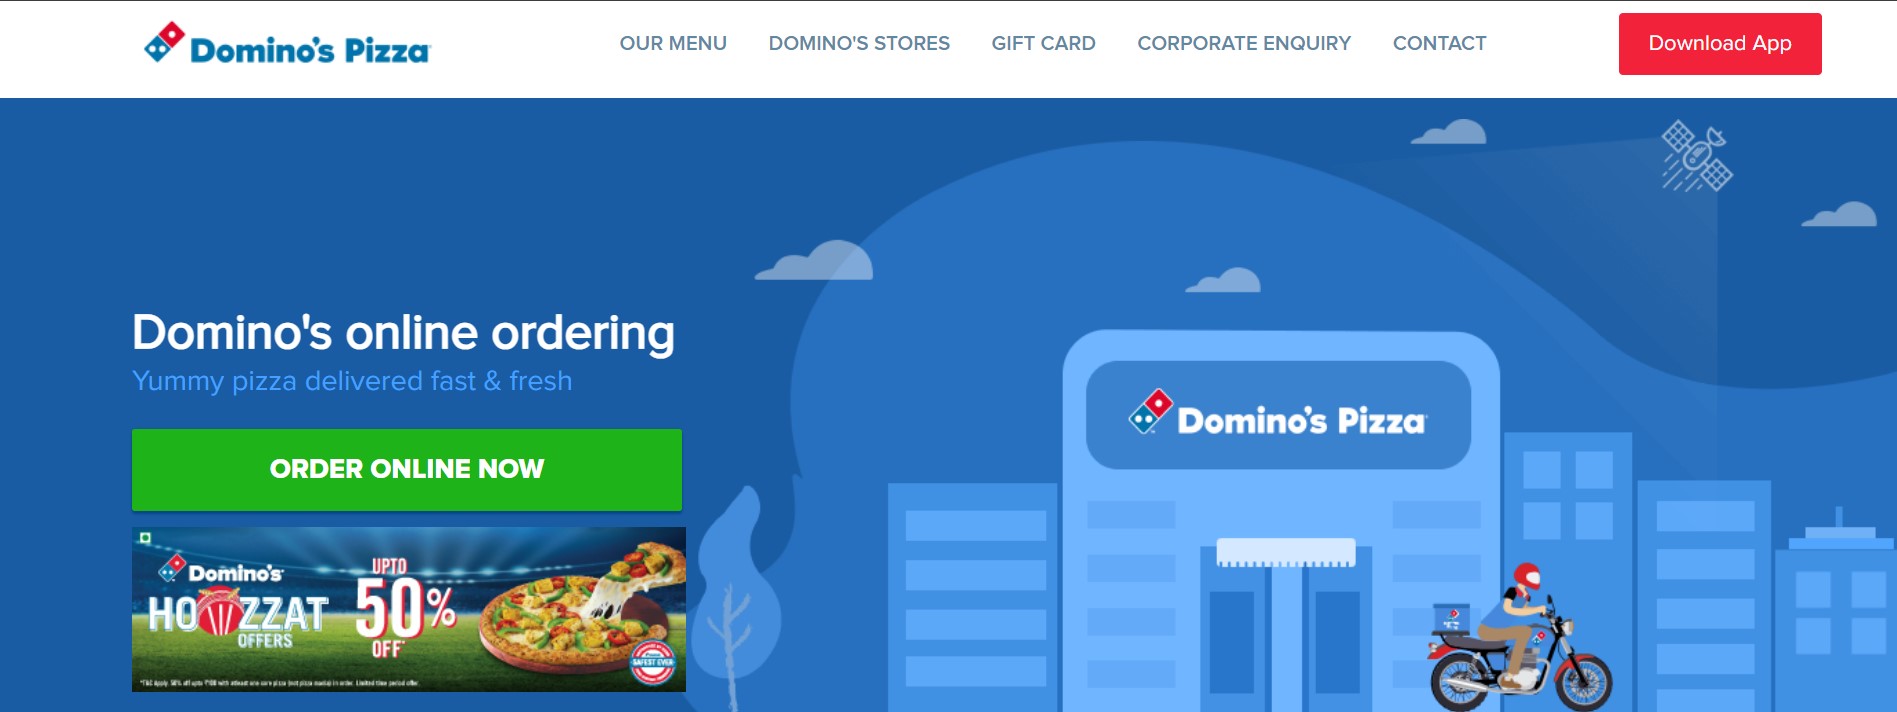 Domino's Pizza
OUR MENU
DOMINO'S STORES
GIFT CARD
CORPORATE ENQUIRY
CONTACT
Download App
Domino's Pizza
Domino's online ordering
Yummy pizza delivered fast & fresh
ORDER ONLINE NOW
Domino's
HOWZZAT
OFFERS
UPTO
50%
OFF*
SAFEST EVER